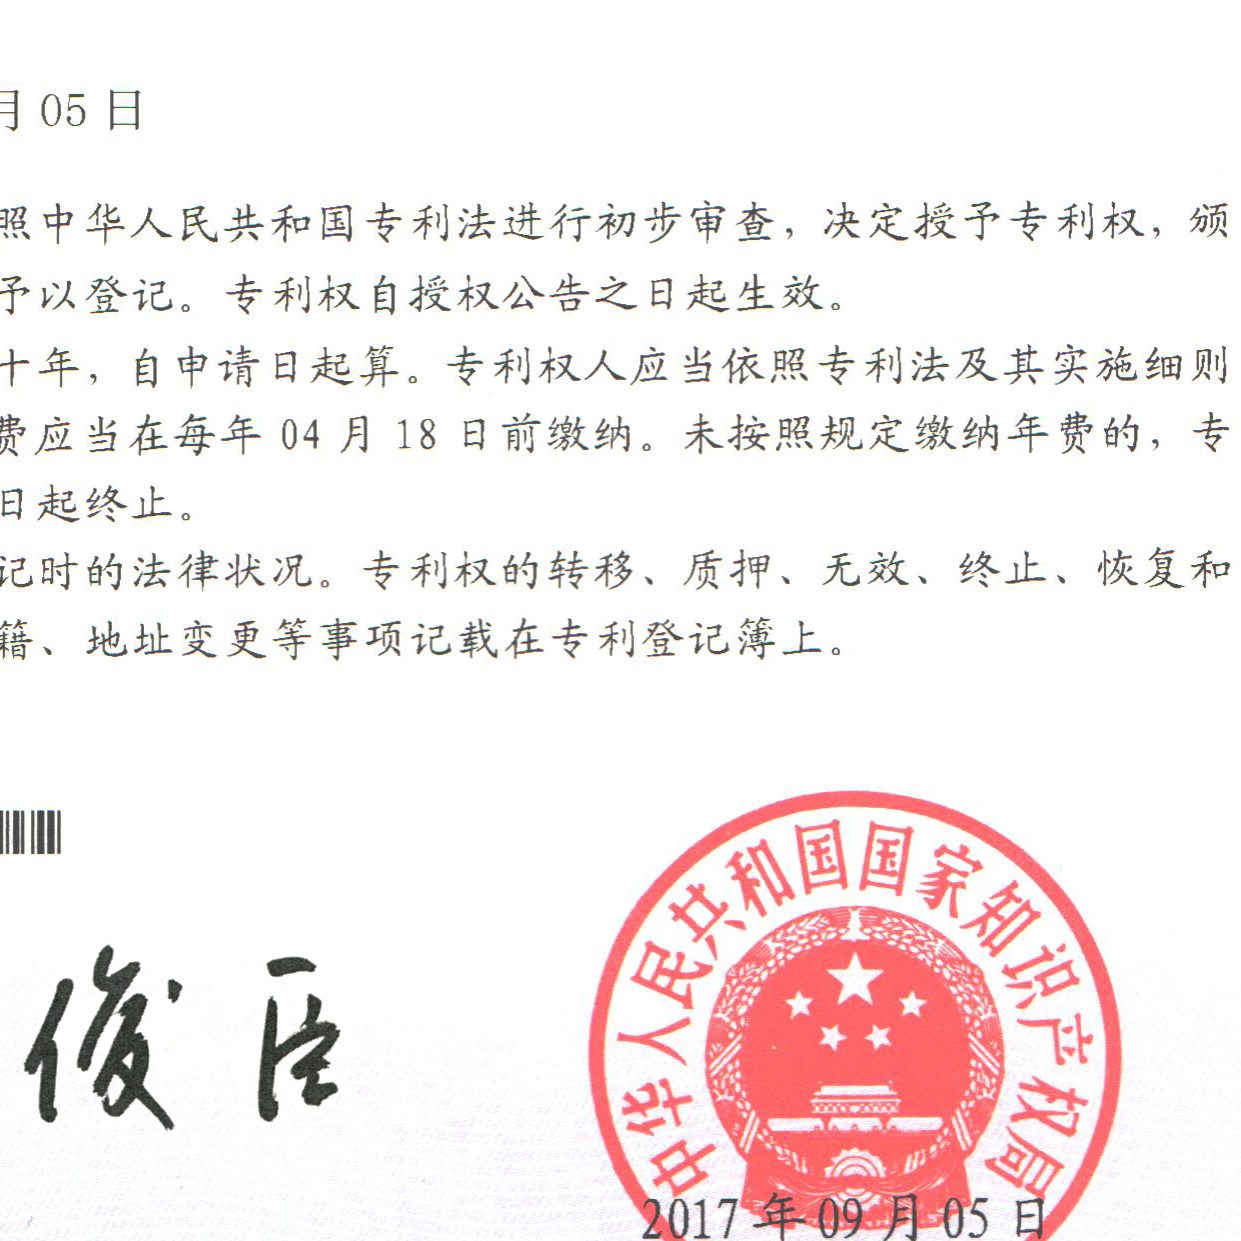 月 05 日
照中华人民共和国专利法进行初步审查，决定授予专利权，颁
予以登记。专利权自授权公告之日起生效。
十年，自申请日起算。专利权人应当依照专利法及其实施细则
费应当在每年 04 月 18 日前缴纳。未按照规定缴纳年费的，专
日起终止。
记时的法律状况。专利权的转移、质押、无效、终止、恢复和
籍、地址变更等事项记载在专利登记簿上。
中华人民共和国国家知识产权局
俊臣
2017 年 09 月 05 日